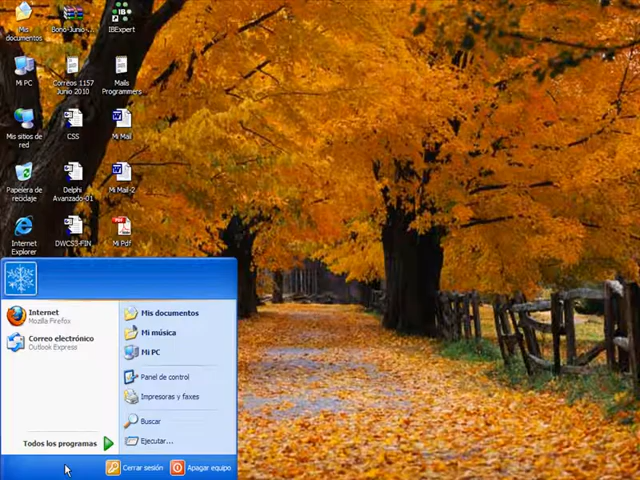 Mis
documentos
Bono-Junio-...
IBExpert
Mi PC
Correos 1157
Junio 2010
Mails
Programmers
Mis sitios de
red
CSS
Mi Mail
Papelera de
reciclaje
Delphi
Avanzado-01
Mi Mail-2
Internet
Explorer
DWCS3-FIN
Mi Pdf
Internet
Mozilla Firefox
Correo electrónico
Outlook Express
Todos los programas
Mis documentos
Mi música
Mi PC
Panel de control
Impresoras y faxes
Buscar
Ejecutar...
Cerrar sesión
Apagar equipo